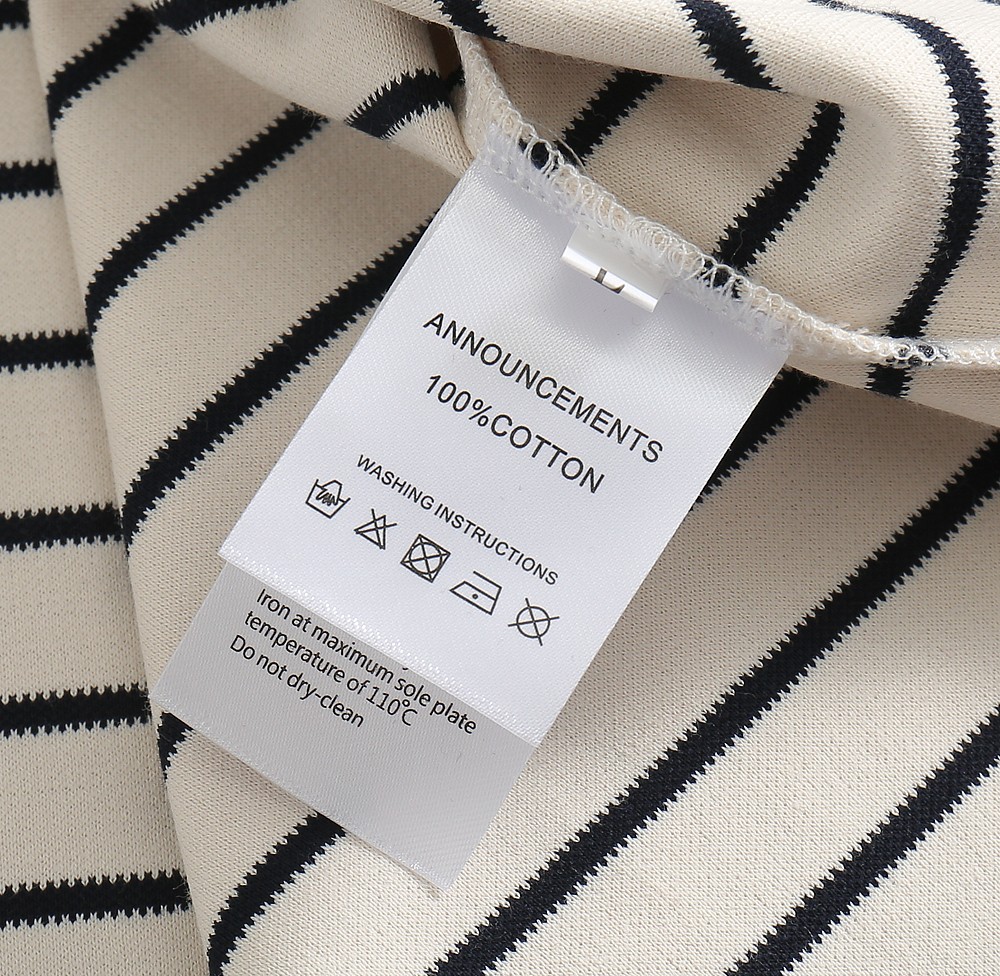 L
ANNOUNCEMENTS
100%COTTON
WASHING INSTRUCTIONS
Iron at maximum sole plate
temperature of 110℃
Do not dry-clean